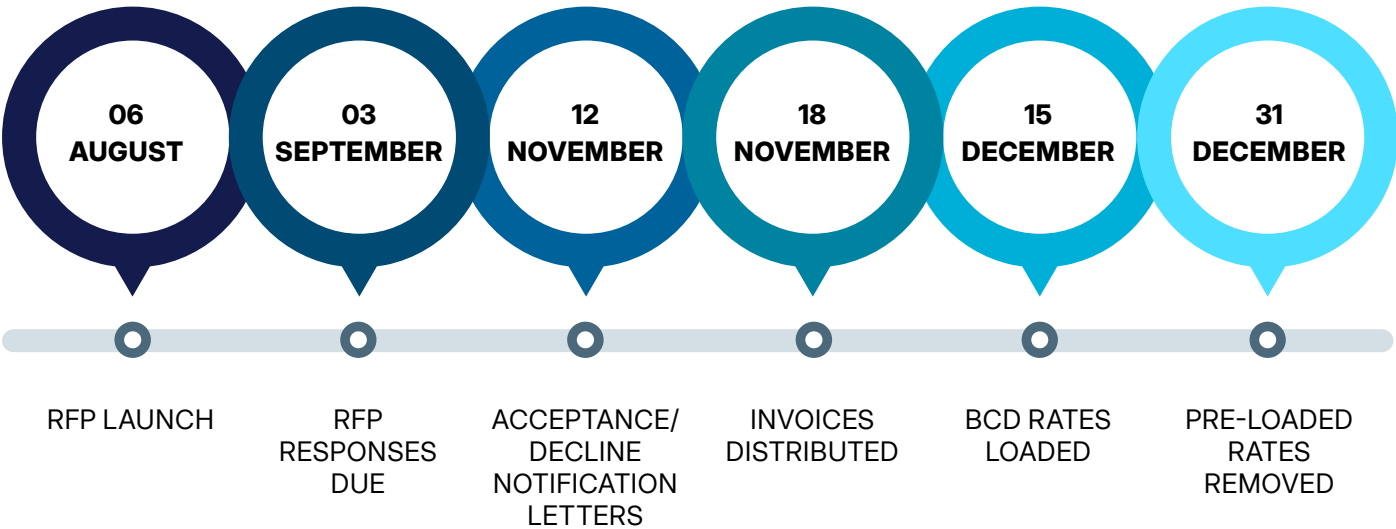 06
AUGUST
03
SEPTEMBER
12
NOVEMBER
18
NOVEMBER
15
DECEMBER
31
DECEMBER
RFP LAUNCH
RFP
RESPONSES
DUE
ACCEPTANCE/
DECLINE
NOTIFICATION
LETTERS
INVOICES
DISTRIBUTED
BCD RATES
LOADED
PRE-LOADED
RATES
REMOVED